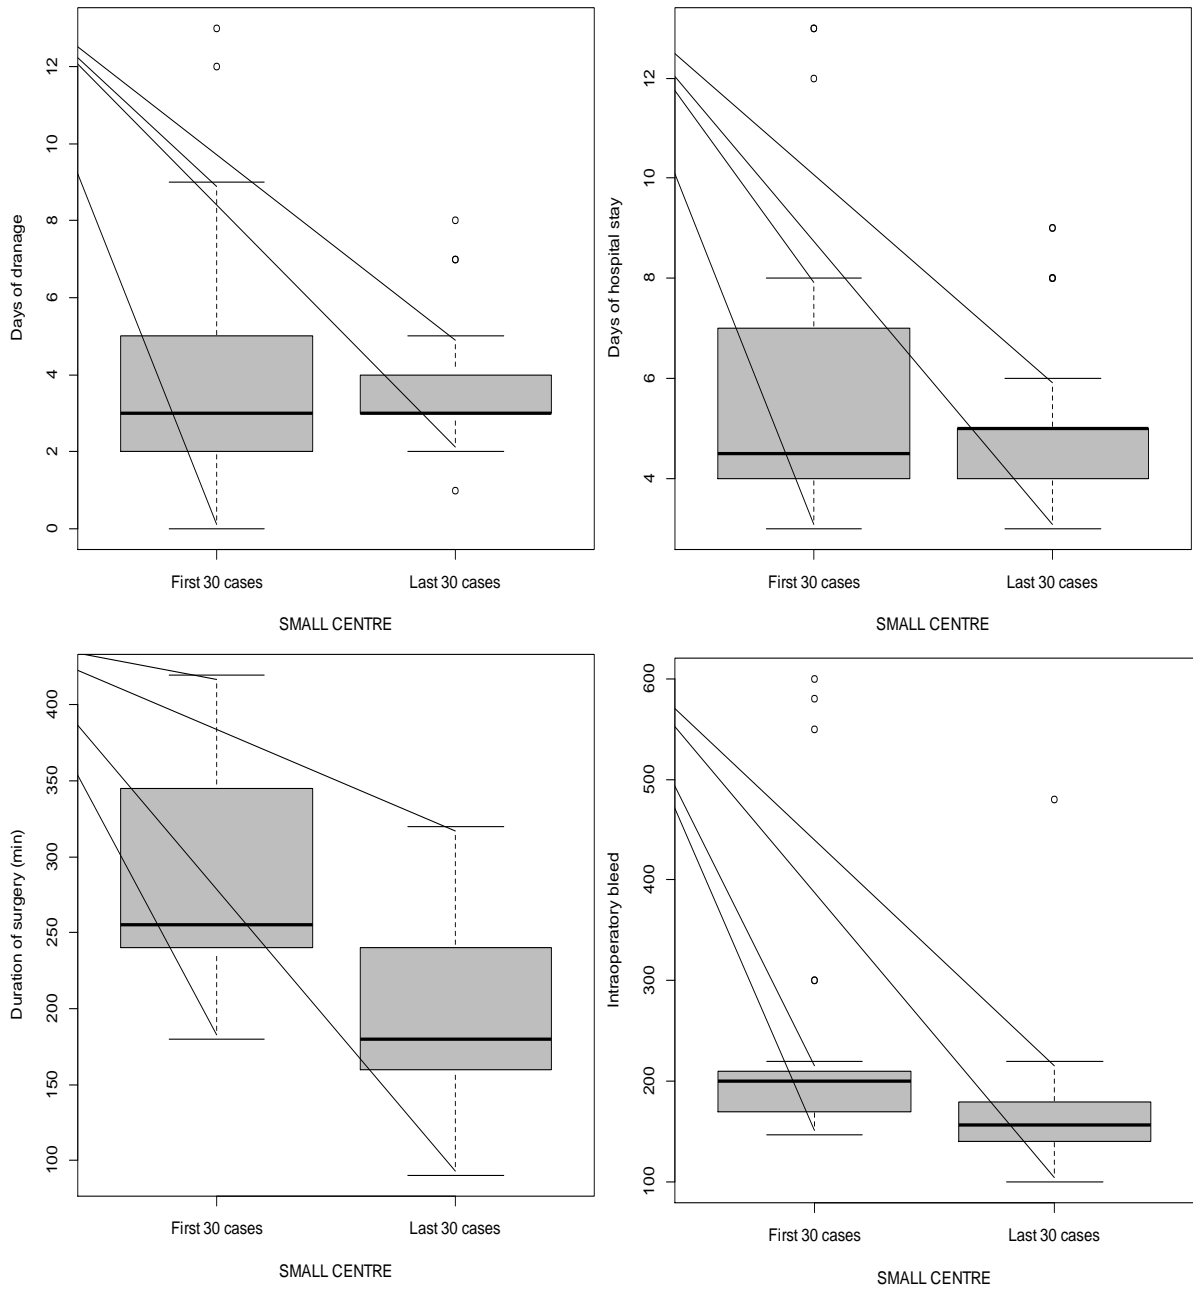 Days of dranage
12
10
8
6
4
2
0
First 30 cases
Last 30 cases
SMALL CENTRE
Days of hospital stay
12
10
8
6
4
First 30 cases
Last 30 cases
SMALL CENTRE
Duration of surgery (min)
400
350
300
250
200
150
100
First 30 cases
Last 30 cases
SMALL CENTRE
Intraoperatory bleed
600
500
400
300
200
100
First 30 cases
Last 30 cases
SMALL CENTRE